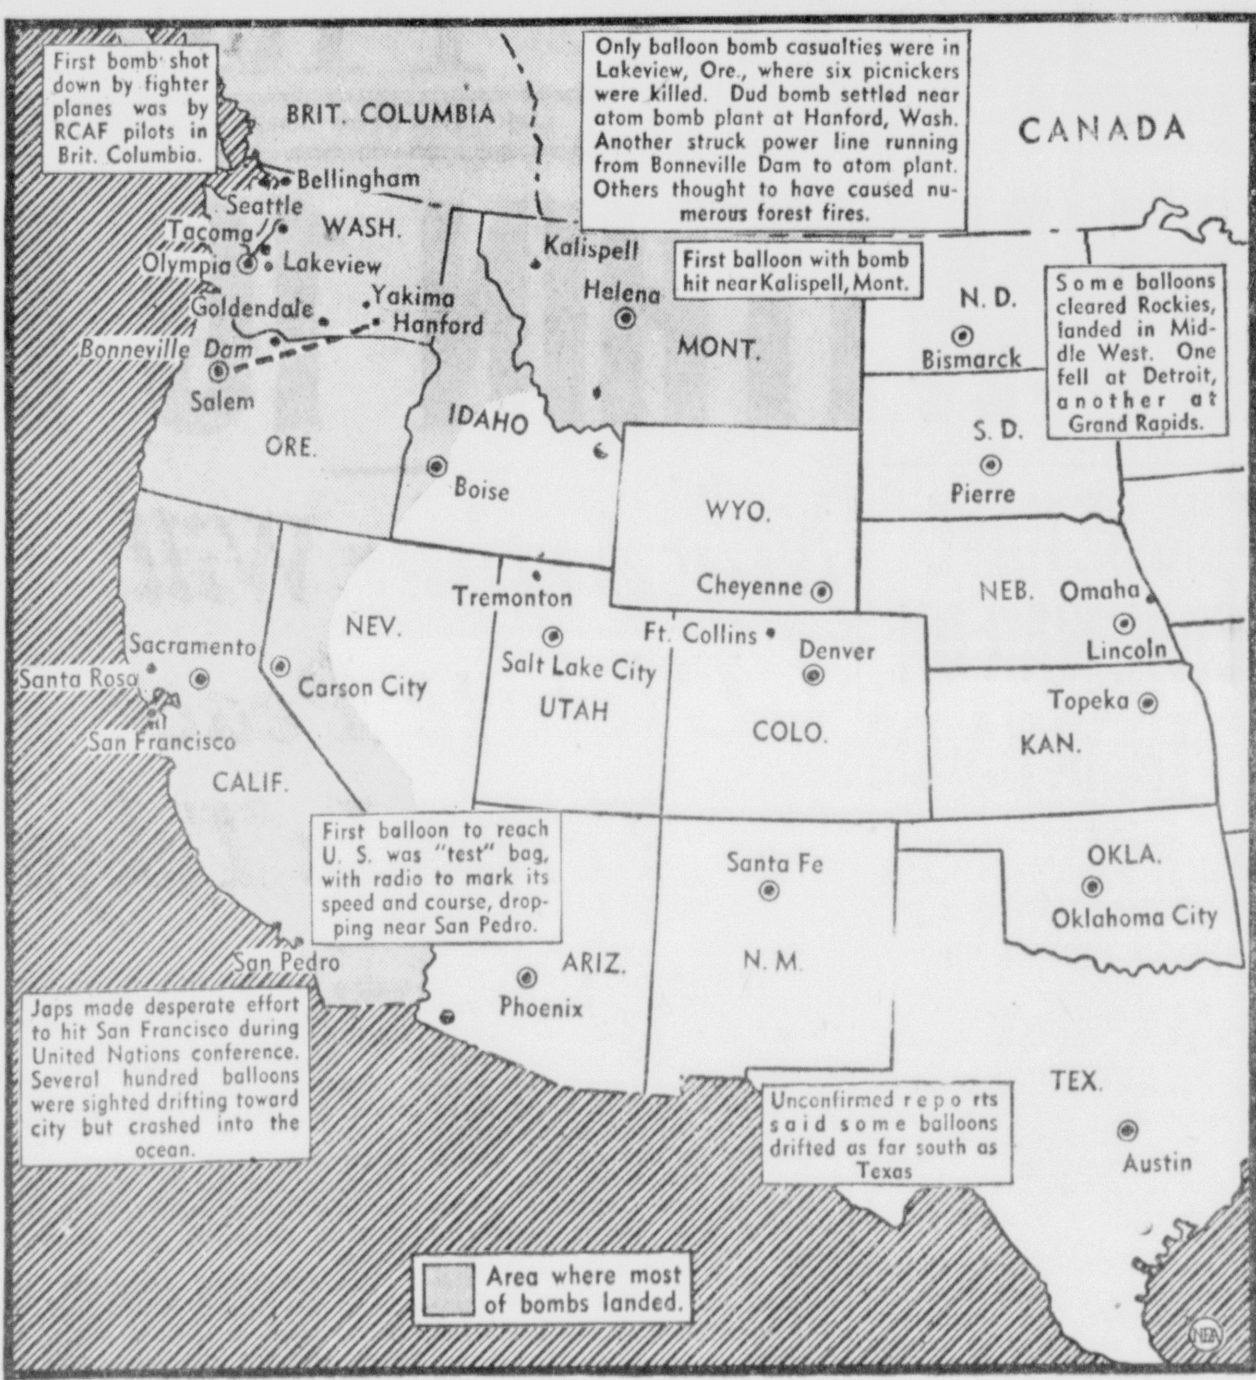 First bomb shot
down by fighter
planes was by
RCAF pilots in
Brit. Columbia.
BRIT. COLUMBIA
Only balloon bomb casualties were in
Lakeview, Ore., where six picnickers
were killed. Dud bomb settled near
atom bomb plant at Hanford, Wash.
Another struck power line running
from Bonneville Dam to atom plant.
Others thought to have caused nu-
merous forest fires.
CANADA
Bellingham
Seattle
Tacoma
WASH.
Olympia
Lakeview
Goldendale
Yakima
Hanford
Bonneville Dam
Salem
ORE.
IDAHO
Boise
Kalispell
Helena
MONT.
First balloon with bomb
hit near Kalispell, Mont.
N. D.
Bismarck
Some balloons
cleared Rockies,
landed in Mid-
dle West. One
fell at Detroit,
another at
Grand Rapids.
S. D.
Pierre
WYO.
Cheyenne
NEB.
Omaha
Lincoln
Tremonton
Salt Lake City
UTAH
NEV.
Carson City
Sacramento
Santa Rosa
San Francisco
CALIF.
Ft. Collins
Denver
COLO.
Topeka
KAN.
First balloon to reach
U. S. was "test" bag,
with radio to mark its
speed and course, drop-
ping near San Pedro.
San Pedro
ARIZ.
Phoenix
Santa Fe
N. M.
OKLA.
Oklahoma City
Japs made desperate effort
to hit San Francisco during
United Nations conference.
Several hundred balloons
were sighted drifting toward
city but crashed into the
ocean.
Unconfirmed reports
said some balloons
drifted as far south as
Texas
TEX.
Austin
Area where most
of bombs landed.
NEA